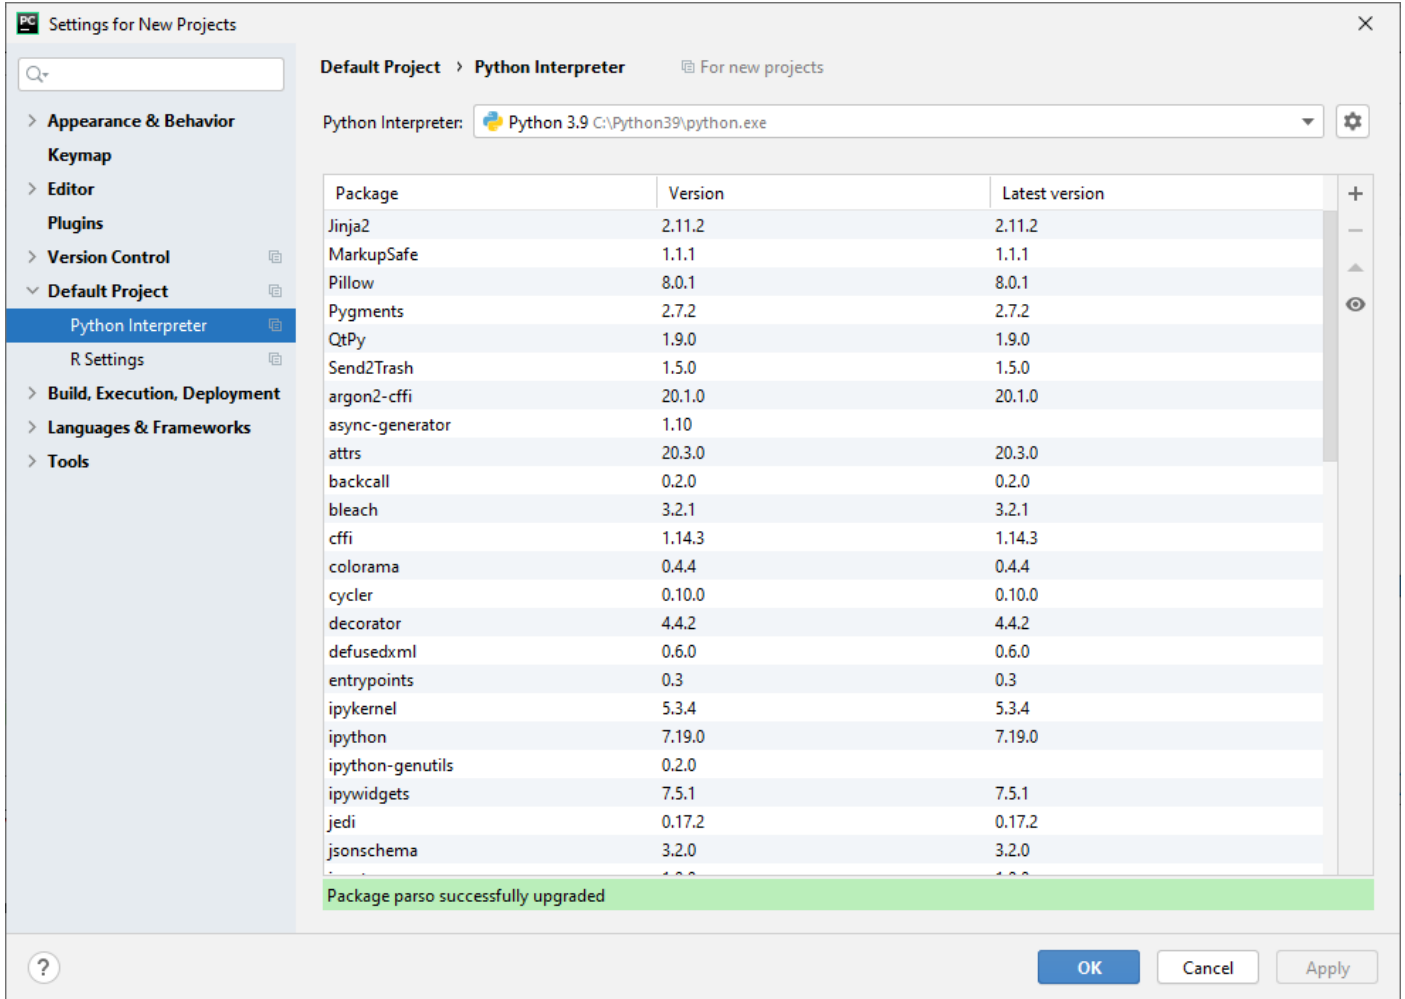 PC Settings for New Projects
Default Project › Python Interpreter For new projects
Appearance & Behavior
Keymap
Editor
Plugins
Version Control
Default Project
Python Interpreter
R Settings
Build, Execution, Deployment
Languages & Frameworks
Tools
Python Interpreter: Python 3.9 C:\Python39\python.exe
Package Version Latest version
Jinja2 2.11.2 2.11.2
MarkupSafe 1.1.1 1.1.1
Pillow 8.0.1 8.0.1
Pygments 2.7.2 2.7.2
QtPy 1.9.0 1.9.0
Send2Trash 1.5.0 1.5.0
argon2-cffi 20.1.0 20.1.0
async-generator 1.10
attrs 20.3.0 20.3.0
backcall 0.2.0 0.2.0
bleach 3.2.1 3.2.1
cffi 1.14.3 1.14.3
colorama 0.4.4 0.4.4
cycler 0.10.0 0.10.0
decorator 4.4.2 4.4.2
defusedxml 0.6.0 0.6.0
entrypoints 0.3 0.3
ipykernel 5.3.4 5.3.4
ipython 7.19.0 7.19.0
ipython-genutils 0.2.0
ipywidgets 7.5.1 7.5.1
jedi 0.17.2 0.17.2
jsonschema 3.2.0 3.2.0
Package parso successfully upgraded
? OK Cancel Apply